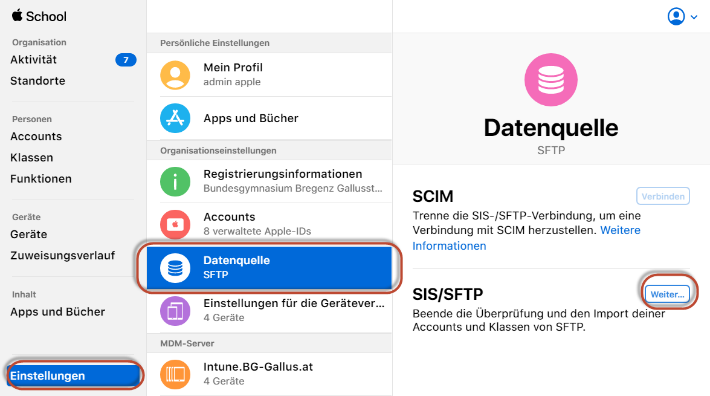 School
Organisation
Aktivität
7
Standorte
Personen
Accounts
Klassen
Funktionen
Geräte
Geräte
Zuweisungsverlauf
Inhalt
Apps und Bücher
Einstellungen
Persönliche Einstellungen
Mein Profil
admin apple
Apps und Bücher
Organisationseinstellungen
Registrierungsinformationen
Bundesgymnasium Bregenz Gallusst...
Accounts
8 verwaltete Apple-IDs
Datenquelle
SFTP
Einstellungen für die Gerätever...
4 Geräte
MDM-Server
Intune.BG-Gallus.at
4 Geräte
Datenquelle
SFTP
SCIM
Verbinden
Trenne die SIS-/SFTP-Verbindung, um eine
Verbindung mit SCIM herzustellen. Weitere
Informationen
SIS/SFTP
Weiter...
Beende die Überprüfung und den Import deiner
Accounts und Klassen von SFTP.